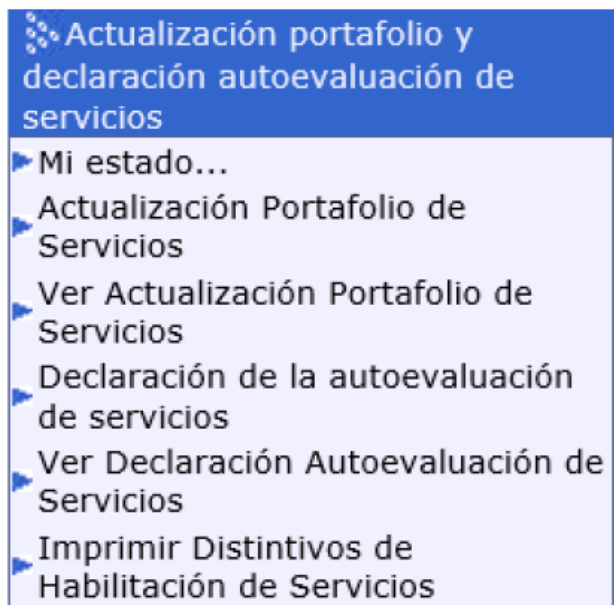 Actualización portafolio y
declaración autoevaluación de
servicios
Mi estado...
Actualización Portafolio de
Servicios
Ver Actualización Portafolio de
Servicios
Declaración de la autoevaluación
de servicios
Ver Declaración Autoevaluación de
Servicios
Imprimir Distintivos de
Habilitación de Servicios